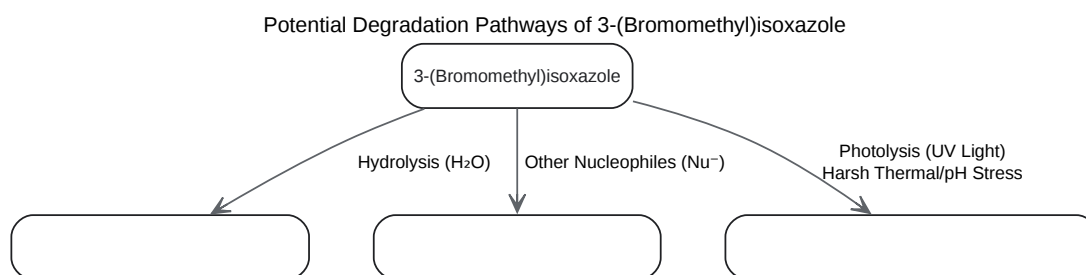 Potential Degradation Pathways of 3-(Bromomethyl)isoxazole
3-(Bromomethyl)isoxazole
Hydrolysis (H₂O)
Other Nucleophiles (Nu⁻)
Photolysis (UV Light)
Harsh Thermal/pH Stress